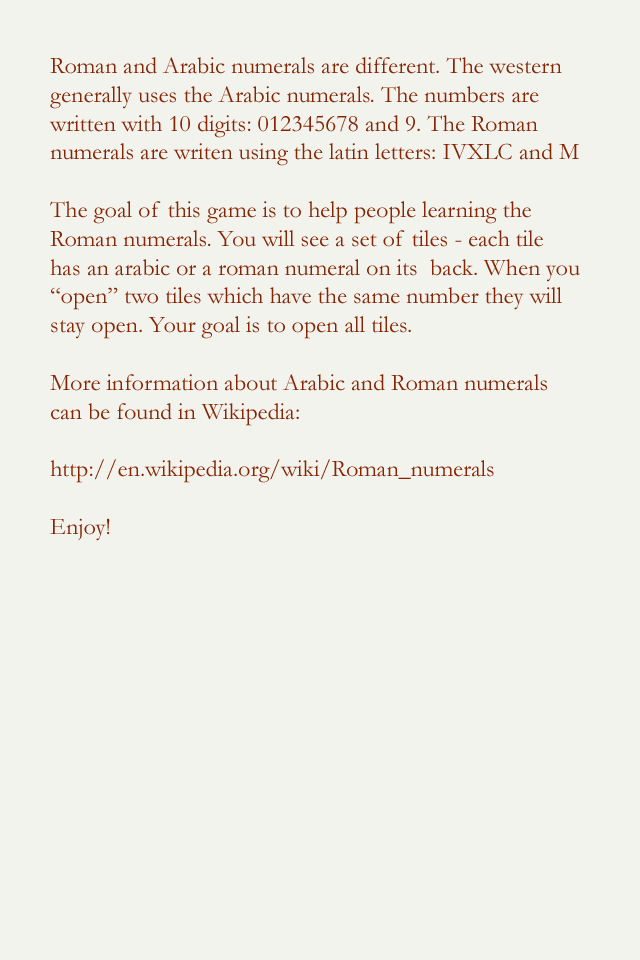 Roman and Arabic numerals are different. The western
generally uses the Arabic numerals. The numbers are
written with 10 digits: 012345678 and 9. The Roman
numerals are writen using the latin letters: IVXLC and M
The goal of this game is to help people learning the
Roman numerals. You will see a set of tiles - each tile
has an arabic or a roman numeral on its  back. When you
“open” two tiles which have the same number they will
stay open. Your goal is to open all tiles.
More information about Arabic and Roman numerals
can be found in Wikipedia:
http://en.wikipedia.org/wiki/Roman_numerals
Enjoy!